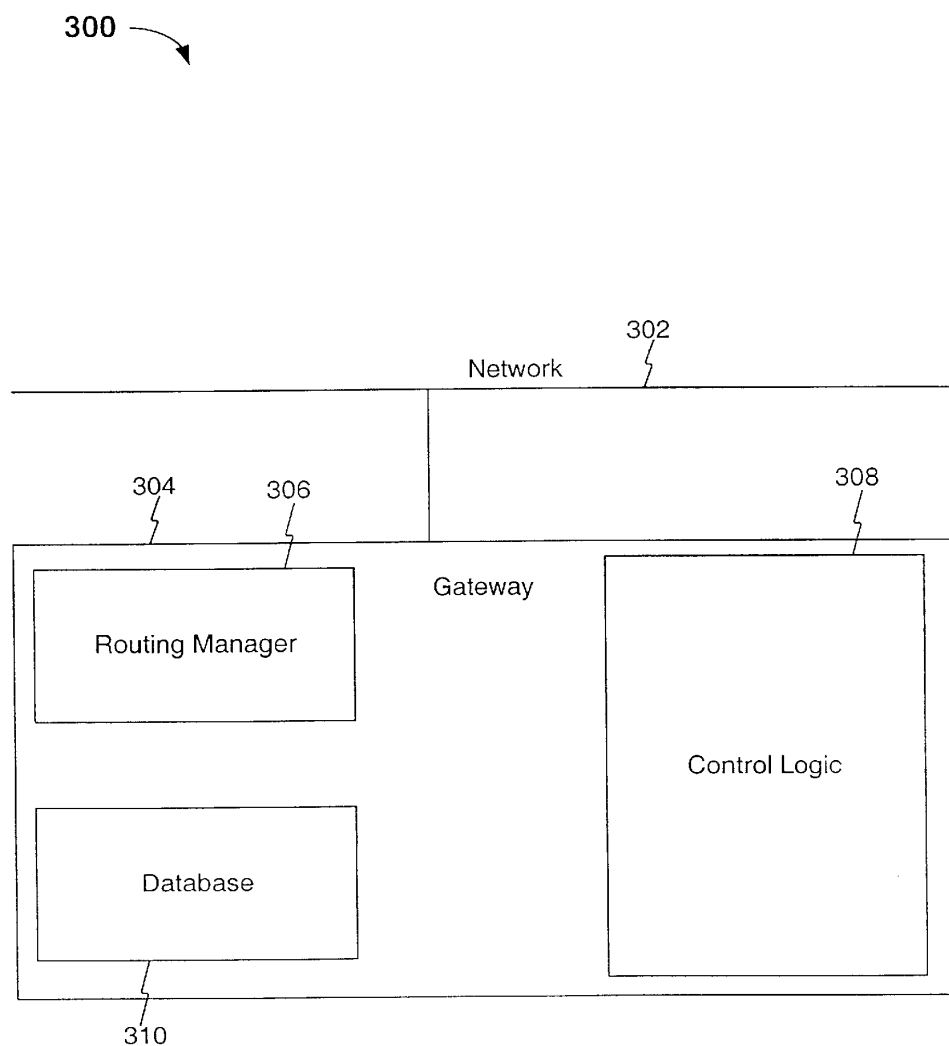 300
302
Network
304
306
308
Gateway
Routing Manager
Control Logic
Database
310